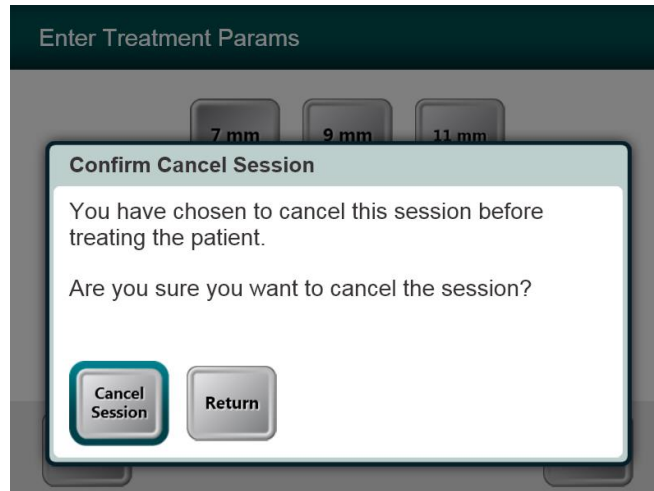 Enter Treatment Params
7 mm
9 mm
11 mm
Confirm Cancel Session
You have chosen to cancel this session before
treating the patient.
Are you sure you want to cancel the session?
Cancel
Session
Return